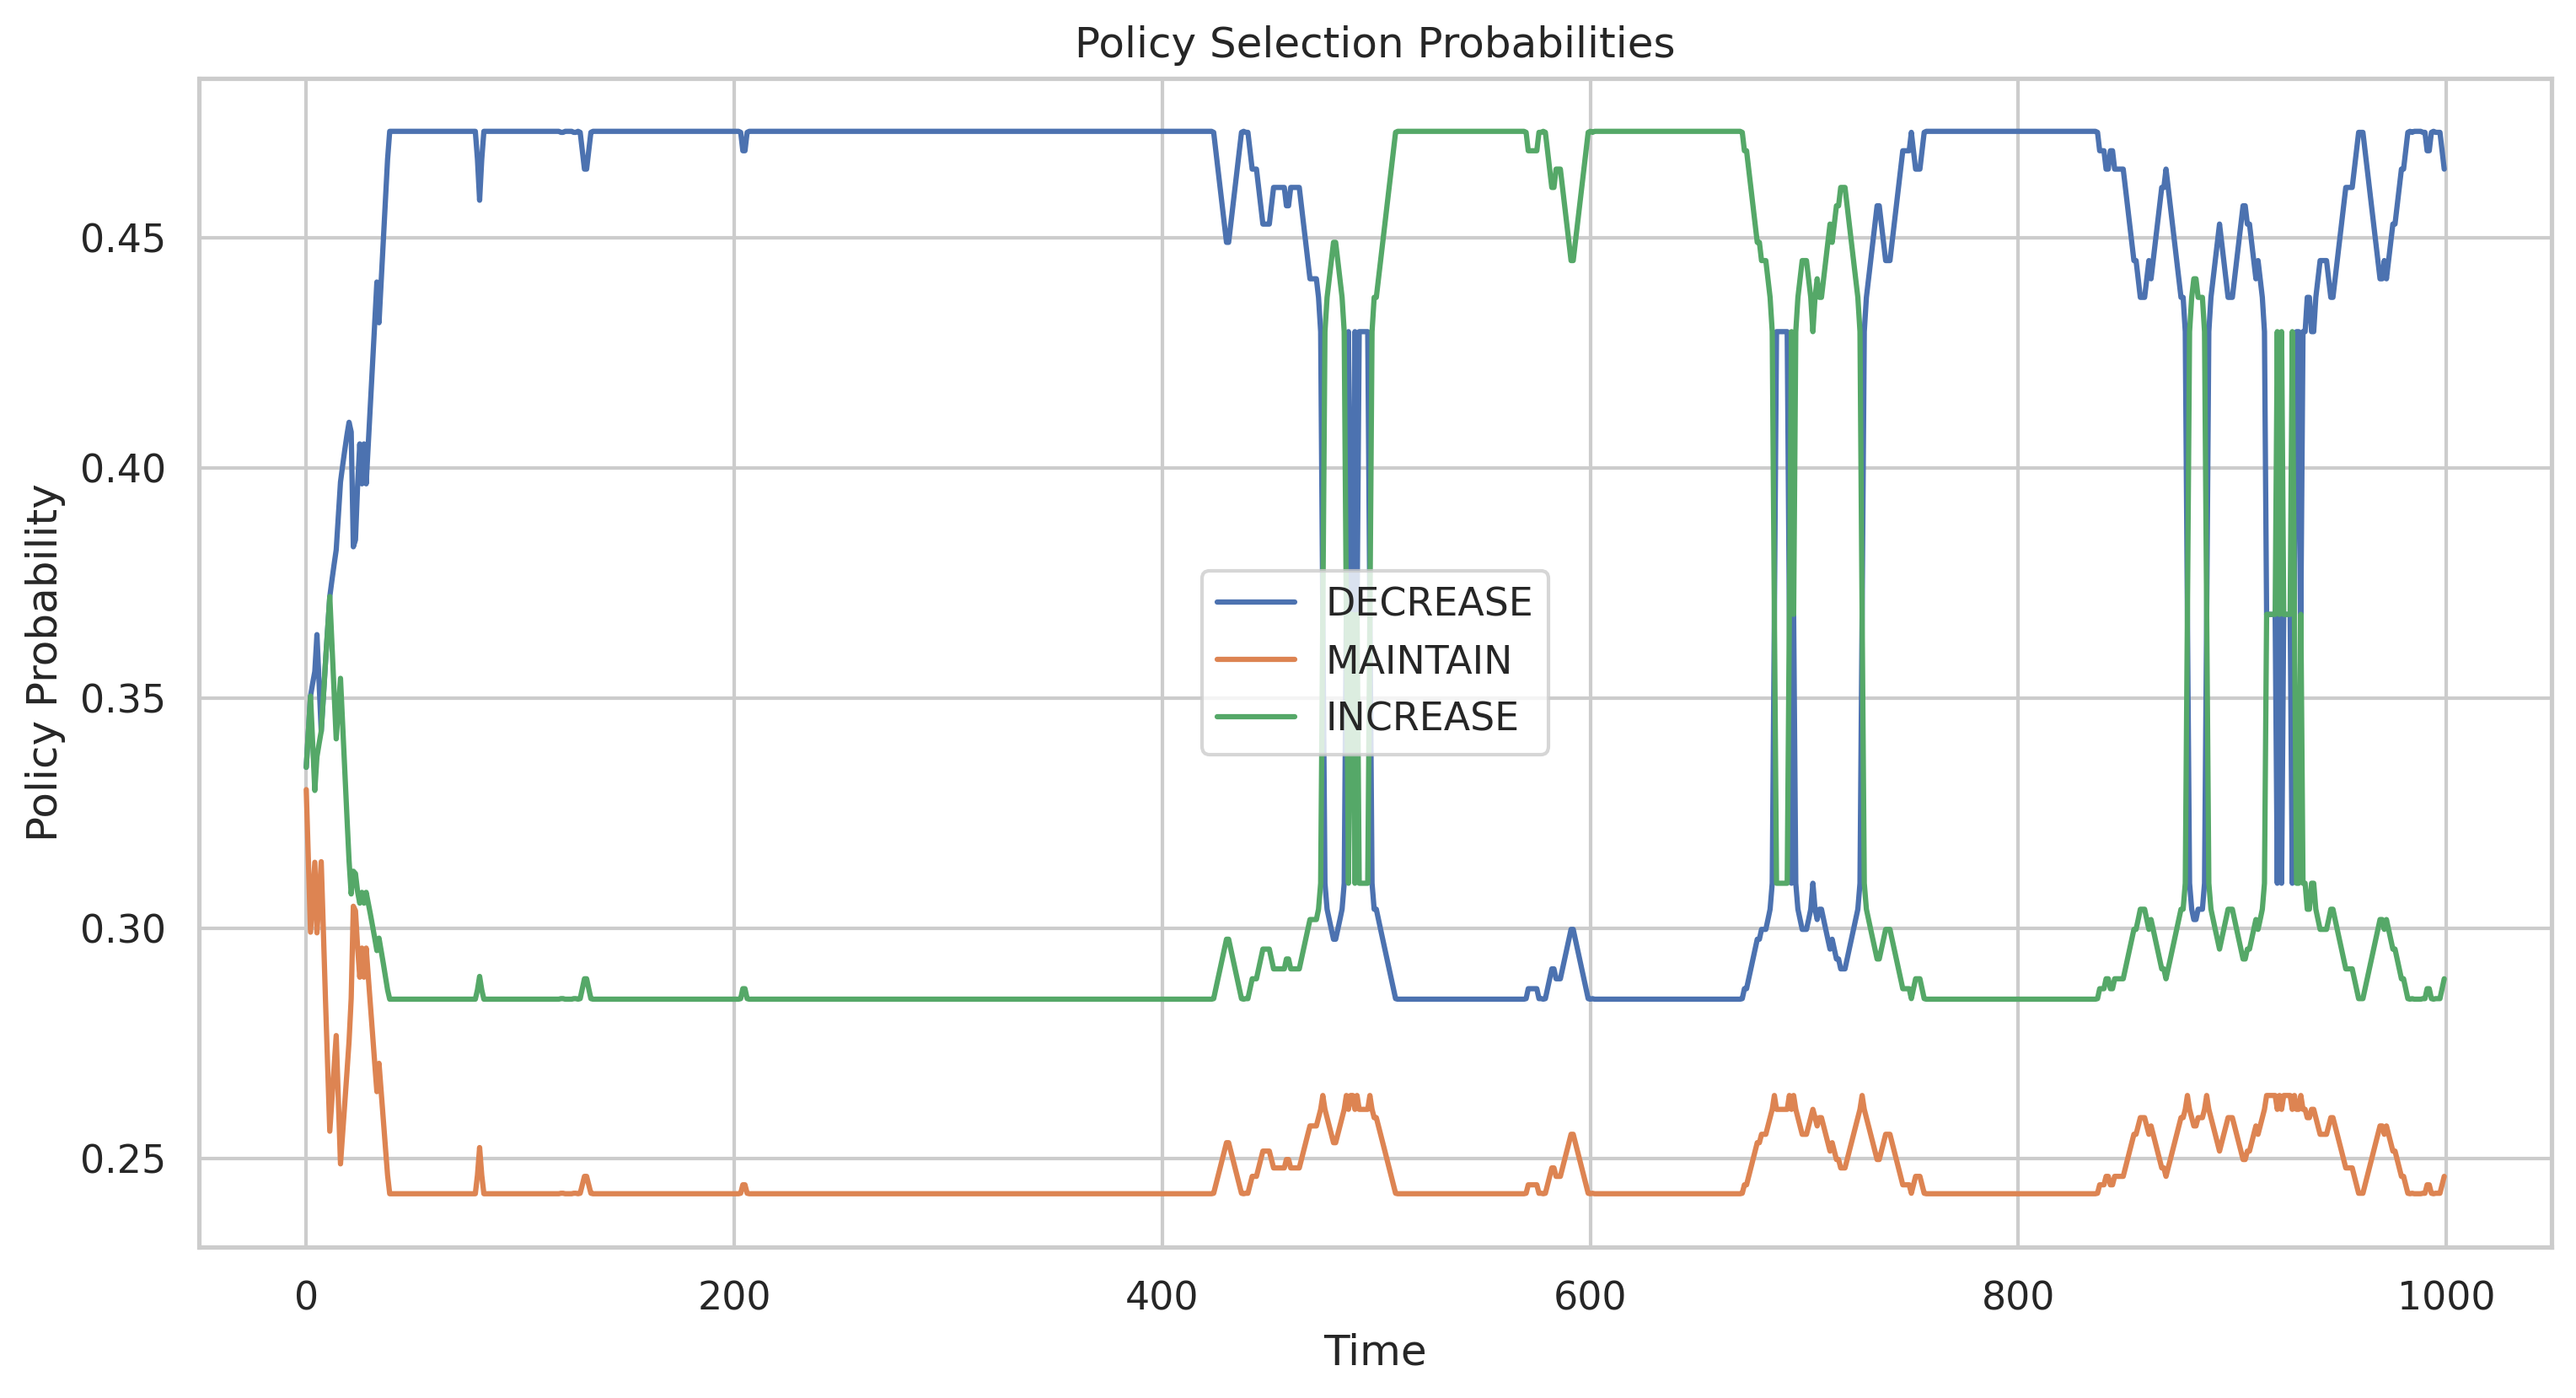 Policy Selection Probabilities
Policy Probability
0.45
0.40
0.35
0.30
0.25
DECREASE
MAINTAIN
INCREASE
0 200 400 600 800 1000
Time